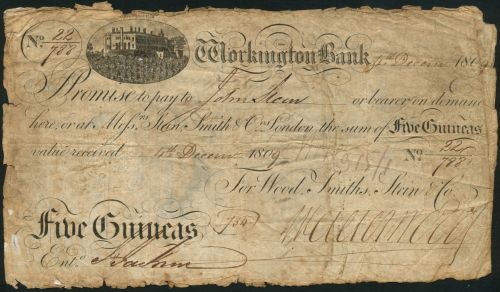 No. 22/788
Workington Bank
4th Decem. 1809
Promise to pay to John Stein or bearer on demand
here, or at Messrs. Stein, Smith & Co. London, the sum of Five Guineas
value received 4th Decem. 1809 No. 22/788
For Wood, Smiths, Stein & Co.
Five Guineas
Entd.